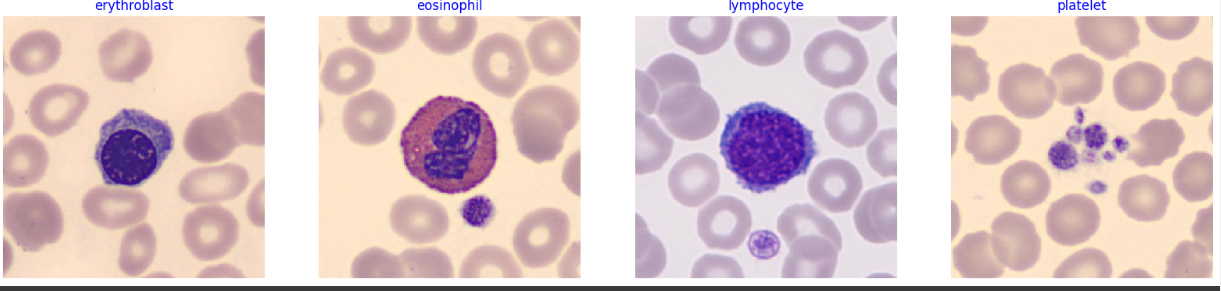 erythroblast
eosinophil
lymphocyte
platelet